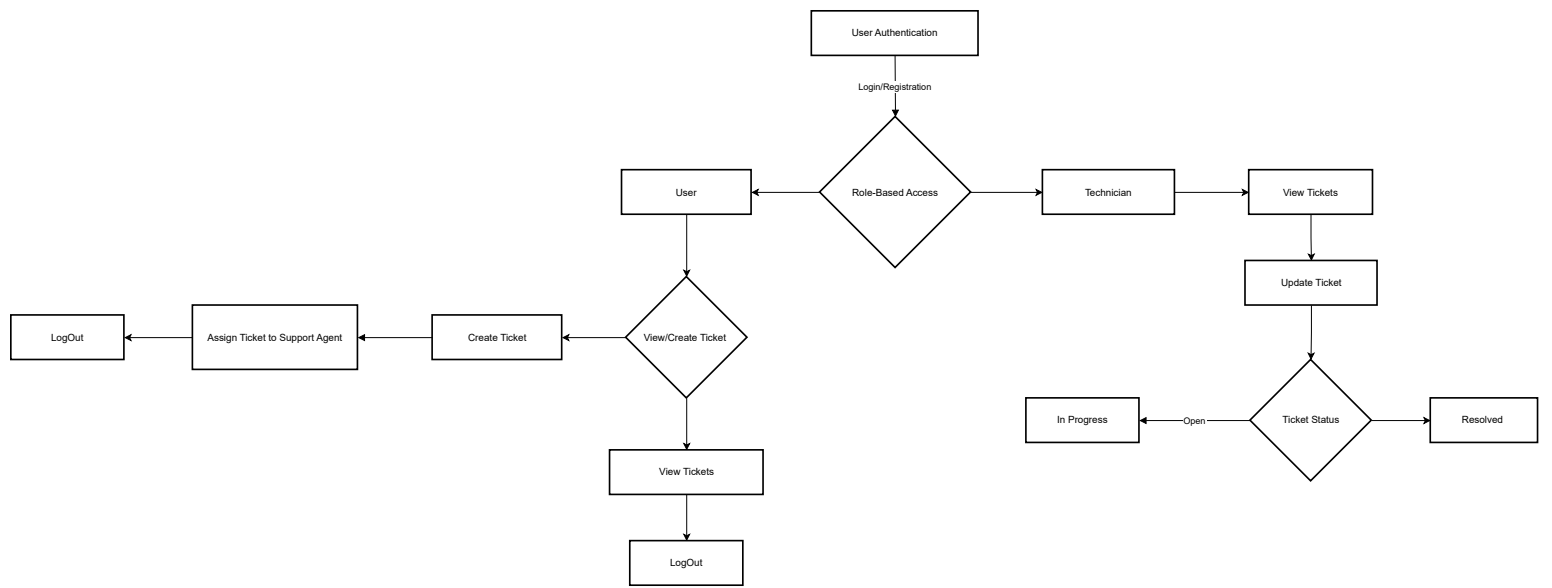 User Authentication
Login/Registration
User
Role-Based Access
Technician
View Tickets
Update Ticket
LogOut
Assign Ticket to Support Agent
Create Ticket
View/Create Ticket
In Progress
Open
Ticket Status
Resolved
View Tickets
LogOut